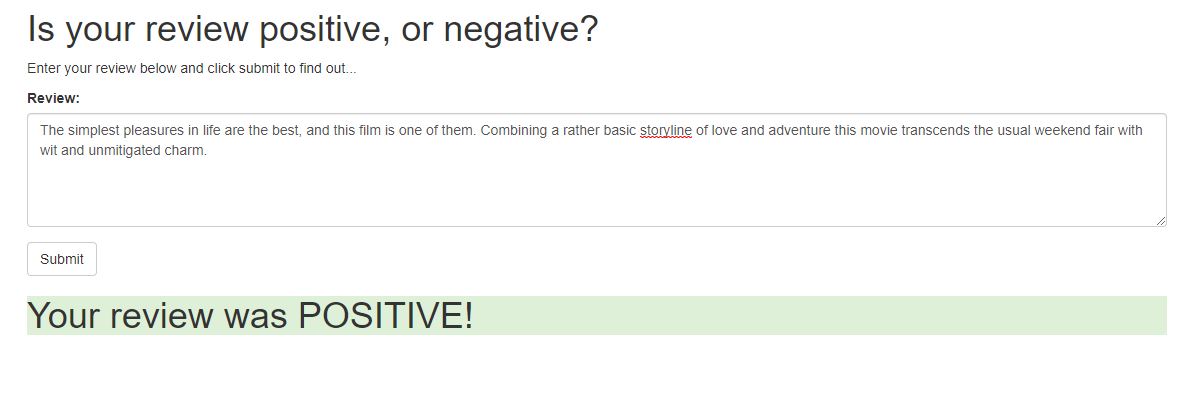 Is your review positive, or negative?
Enter your review below and click submit to find out...
Review:
The simplest pleasures in life are the best, and this film is one of them. Combining a rather basic storyline of love and adventure this movie transcends the usual weekend fair with
wit and unmitigated charm.
Submit
Your review was POSITIVE!